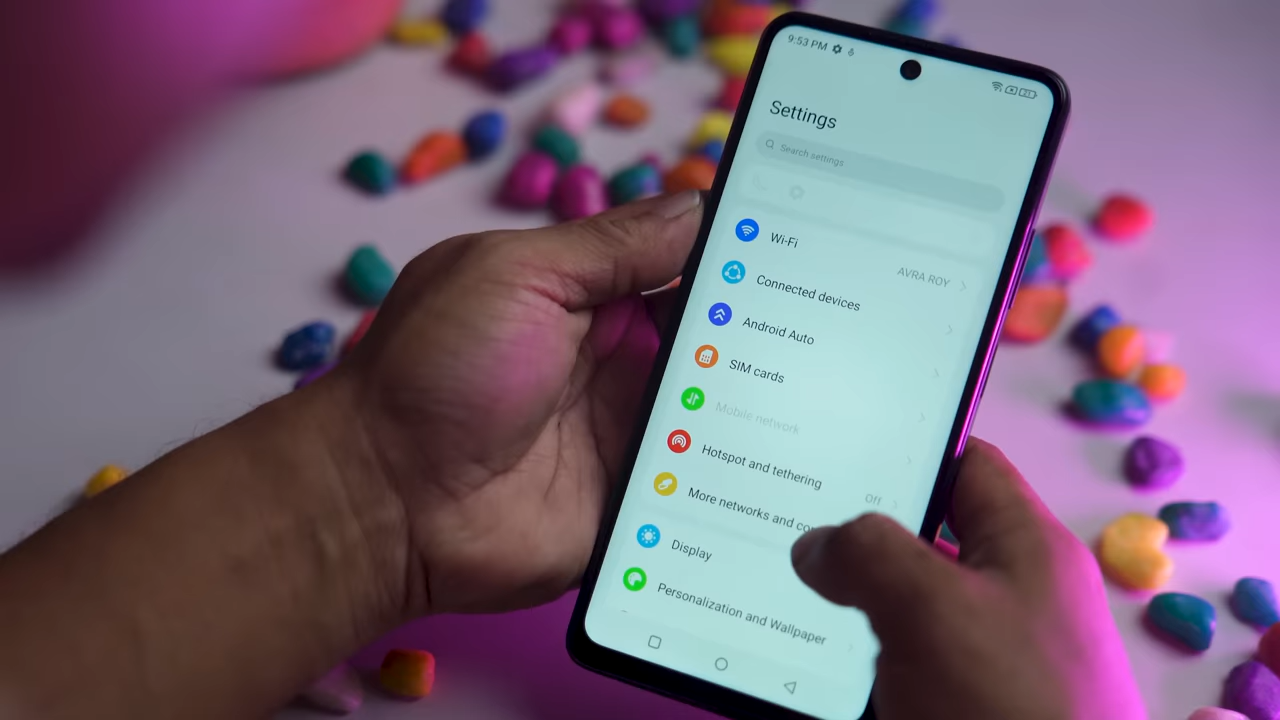 9:53 PM
Settings
Search settings
Wi-Fi
AVRA ROY
Connected devices
Android Auto
SIM cards
Mobile network
Hotspot and tethering
Off
More networks and
Display
Personalization and Wallpaper